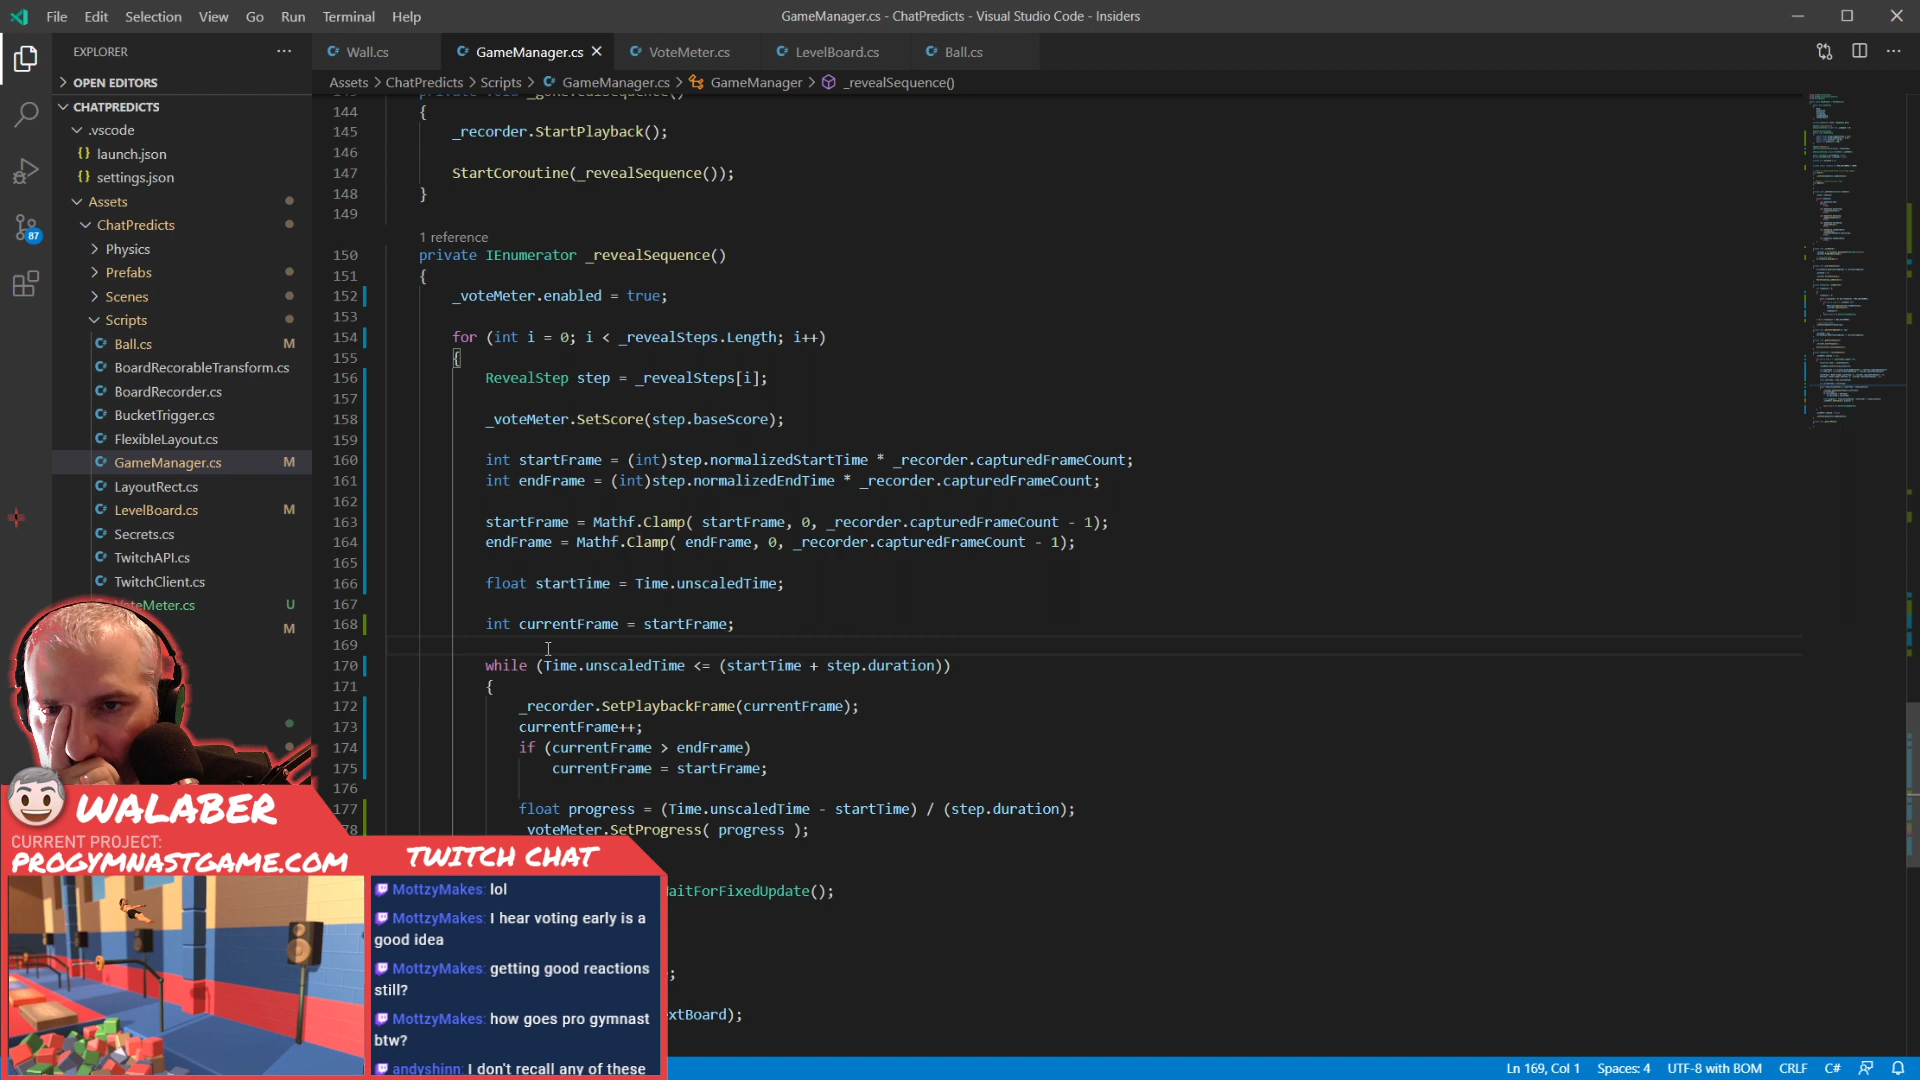 File Edit Selection View Go Run Terminal Help
GameManager.cs - ChatPredicts - Visual Studio Code - Insiders
EXPLORER
Wall.cs GameManager.cs VoteMeter.cs LevelBoard.cs Ball.cs
OPEN EDITORS
Assets > ChatPredicts > Scripts > GameManager.cs > GameManager > _revealSequence()
CHATPREDICTS
.vscode
launch.json
settings.json
Assets
ChatPredicts
Physics
Prefabs
Scenes
Scripts
Ball.cs M
BoardRecorableTransform.cs
BoardRecorder.cs
BucketTrigger.cs
FlexibleLayout.cs
GameManager.cs M
LayoutRect.cs
LevelBoard.cs M
Secrets.cs
TwitchAPI.cs
TwitchClient.cs
VoteMeter.cs U
M
87
144 {
145 _recorder.StartPlayback();
146
147 StartCoroutine(_revealSequence());
148 }
149
1 reference
150 private IEnumerator _revealSequence()
151 {
152 _voteMeter.enabled = true;
153
154 for (int i = 0; i < _revealSteps.Length; i++)
155 {
156 RevealStep step = _revealSteps[i];
157
158 _voteMeter.SetScore(step.baseScore);
159
160 int startFrame = (int)step.normalizedStartTime * _recorder.capturedFrameCount;
161 int endFrame = (int)step.normalizedEndTime * _recorder.capturedFrameCount;
162
163 startFrame = Mathf.Clamp( startFrame, 0, _recorder.capturedFrameCount - 1);
164 endFrame = Mathf.Clamp( endFrame, 0, _recorder.capturedFrameCount - 1);
165
166 float startTime = Time.unscaledTime;
167
168 int currentFrame = startFrame;
169
170 while (Time.unscaledTime <= (startTime + step.duration))
171 {
172 _recorder.SetPlaybackFrame(currentFrame);
173 currentFrame++;
174 if (currentFrame > endFrame)
175 currentFrame = startFrame;
176
177 float progress = (Time.unscaledTime - startTime) / (step.duration);
78 _voteMeter.SetProgress( progress );
aitForFixedUpdate();
;
extBoard);
WALABER
CURRENT PROJECT:
PROGYMNASTGAME.COM
TWITCH CHAT
MottzyMakes: lol
MottzyMakes: I hear voting early is a
good idea
MottzyMakes: getting good reactions
still?
MottzyMakes: how goes pro gymnast
btw?
andyshinn: I don't recall any of these
Ln 169, Col 1 Spaces: 4 UTF-8 with BOM CRLF C#